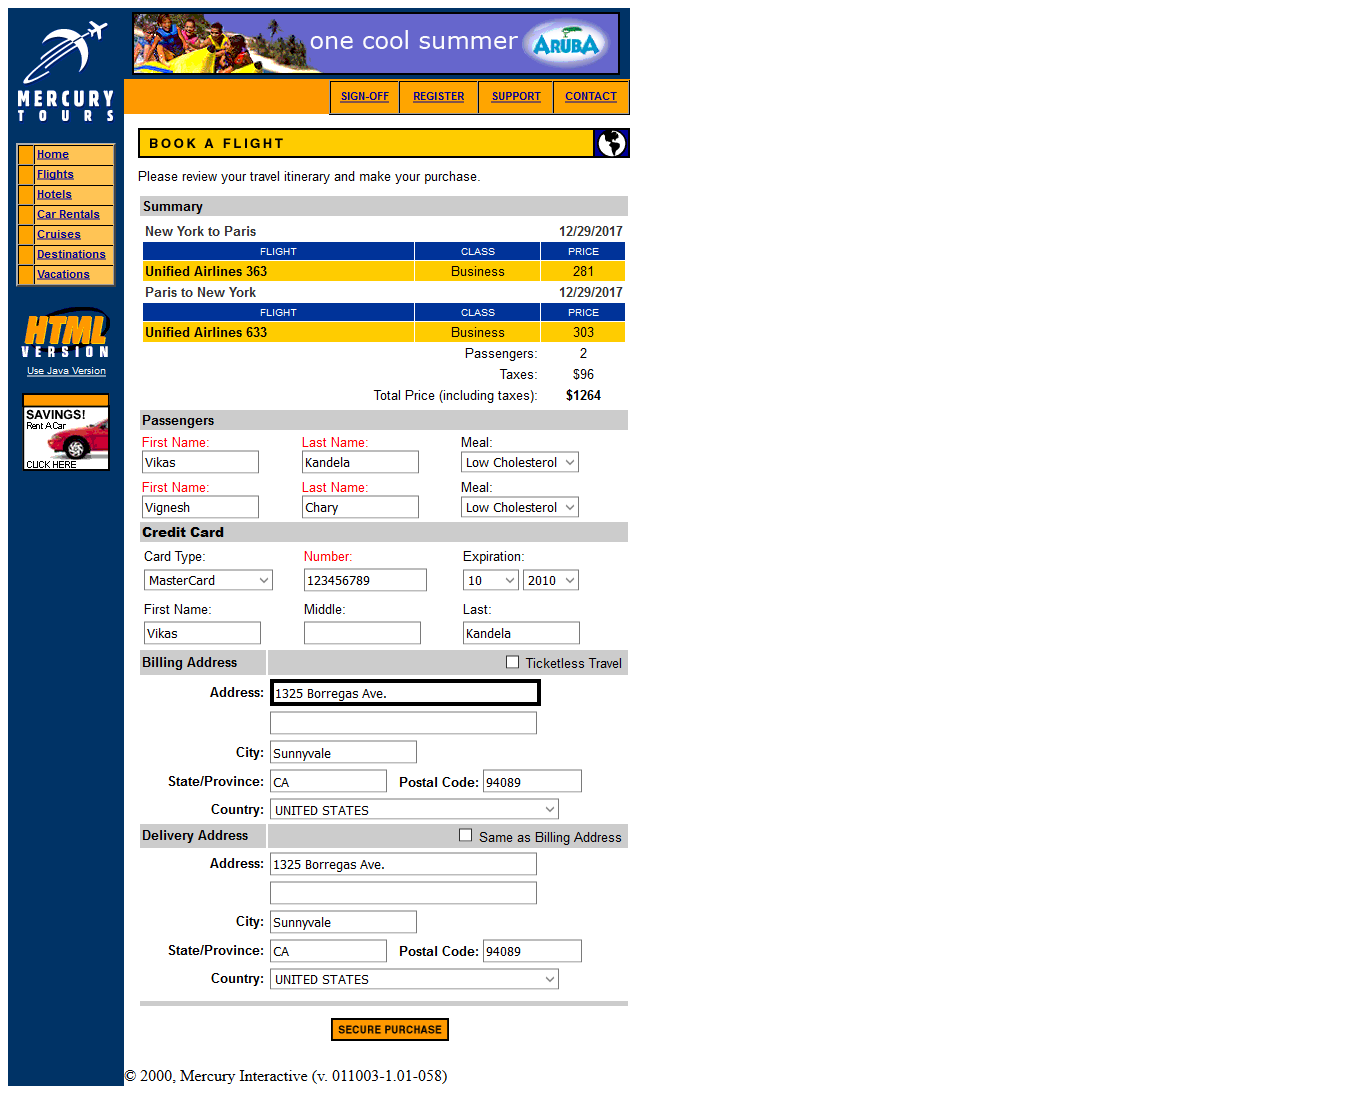 one cool summer ARUBA
MERCURY
TOURS
SIGN-OFF REGISTER SUPPORT CONTACT
Home
Flights
Hotels
Car Rentals
Cruises
Destinations
Vacations
HTML
VERSION
Use Java Version
SAVINGS!
Rent A Car
CLICK HERE
BOOK A FLIGHT
Please review your travel itinerary and make your purchase.
Summary
New York to Paris 12/29/2017
FLIGHT CLASS PRICE
Unified Airlines 363 Business 281
Paris to New York 12/29/2017
FLIGHT CLASS PRICE
Unified Airlines 633 Business 303
Passengers: 2
Taxes: $96
Total Price (including taxes): $1264
Passengers
First Name: Last Name: Meal:
Vikas Kandela Low Cholesterol
First Name: Last Name: Meal:
Vignesh Chary Low Cholesterol
Credit Card
Card Type: Number: Expiration:
MasterCard 123456789 10 2010
First Name: Middle: Last:
Vikas Kandela
Billing Address Ticketless Travel
Address: 1325 Borregas Ave.
City: Sunnyvale
State/Province: CA Postal Code: 94089
Country: UNITED STATES
Delivery Address Same as Billing Address
Address: 1325 Borregas Ave.
City: Sunnyvale
State/Province: CA Postal Code: 94089
Country: UNITED STATES
SECURE PURCHASE
© 2000, Mercury Interactive (v. 011003-1.01-058)